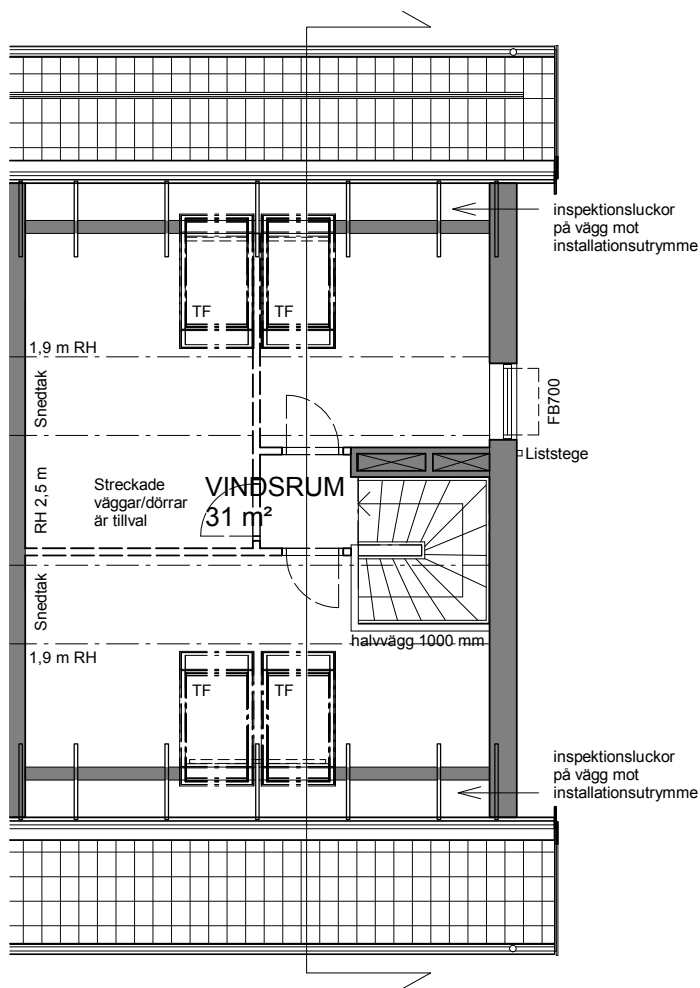 inspektionsluckor
på vägg mot
installationsutrymme
TF
TF
1,9 m RH
Snedtak
FB700
Liststege
RH 2,5 m
Streckade
väggar/dörrar
är tillval
VINDSRUM
31 m²
Snedtak
halvvägg 1000 mm
1,9 m RH
TF
TF
inspektionsluckor
på vägg mot
installationsutrymme